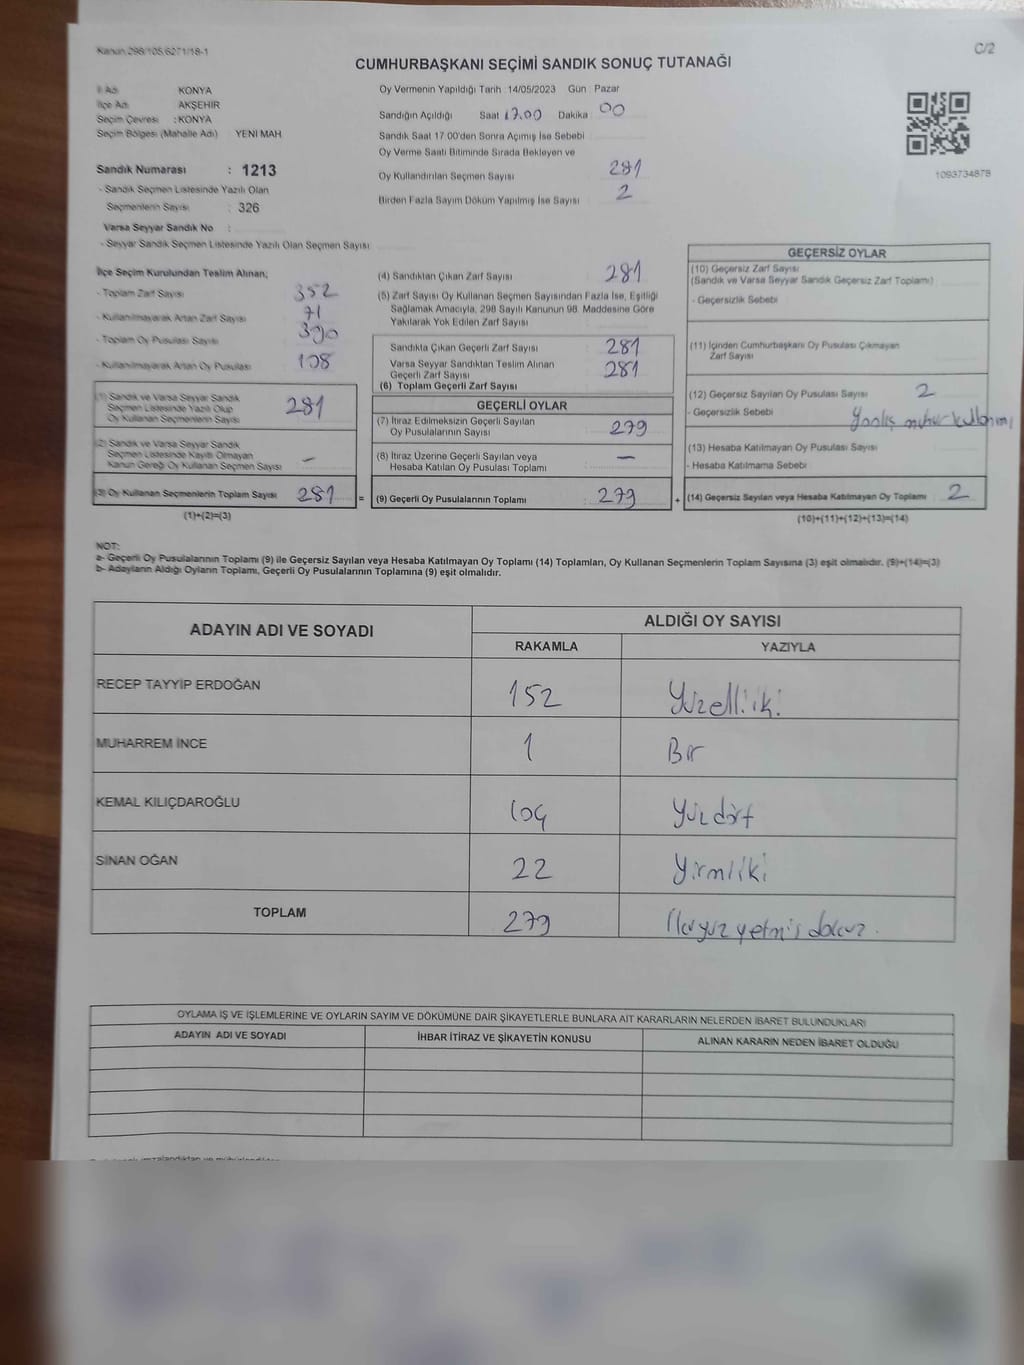 Kanun.298/105,6271/18-1
C/2
CUMHURBAŞKANI SEÇİMİ SANDIK SONUÇ TUTANAĞI
İl Adı KONYA
İlçe Adı AKŞEHİR
Seçim Çevresi : KONYA
Seçim Bölgesi (Mahalle Adı) YENİ MAH
Sandık Numarası : 1213
- Sandık Seçmen Listesinde Yazılı Olan
Seçmenlerin Sayısı : 326
Varsa Seyyar Sandık No :
- Seyyar Sandık Seçmen Listesinde Yazılı Olan Seçmen Sayısı
Oy Vermenin Yapıldığı Tarih : 14/05/2023 Gün : Pazar
Sandığın Açıldığı Saat 17.00 Dakika 00
Sandık Saat 17.00'den Sonra Açımış İse Sebebi
Oy Verme Saati Bitiminde Sırada Bekleyen ve
Oy Kullandırılan Seçmen Sayısı 281
Birden Fazla Sayım Döküm Yapılmış İse Sayısı 2
1093734878
İlçe Seçim Kurulundan Teslim Alınan;
- Toplam Zarf Sayısı 352
- Kullanılmayarak Artan Zarf Sayısı 71
- Toplam Oy Pusulası Sayısı 390
- Kullanılmayarak Artan Oy Pusulası 108
(1) Sandık ve Varsa Seyyar Sandık
Seçmen Listesinde Yazılı Olup
Oy Kullanan Seçmenlerin Sayısı 281
(2) Sandık ve Varsa Seyyar Sandık
Seçmen Listesinde Kayıtlı Olmayan
Kanun Gereği Oy Kullanan Seçmen Sayısı –
(3) Oy Kullanan Seçmenlerin Toplam Sayısı 281 =
(1)+(2)=(3)
(4) Sandıktan Çıkan Zarf Sayısı 281
(5) Zarf Sayısı Oy Kullanan Seçmen Sayısından Fazla İse, Eşitliği
Sağlamak Amacıyla, 298 Sayılı Kanunun 98. Maddesine Göre
Yakılarak Yok Edilen Zarf Sayısı
Sandıkta Çıkan Geçerli Zarf Sayısı 281
Varsa Seyyar Sandıktan Teslim Alınan
Geçerli Zarf Sayısı 281
(6) Toplam Geçerli Zarf Sayısı
GEÇERLİ OYLAR
(7) İtiraz Edilmeksizin Geçerli Sayılan
Oy Pusulalarının Sayısı 279
(8) İtiraz Üzerine Geçerli Sayılan veya
Hesaba Katılan Oy Pusulası Toplamı –
(9) Geçerli Oy Pusulalarının Toplamı : 279 +
GEÇERSİZ OYLAR
(10) Geçersiz Zarf Sayısı
(Sandık ve Varsa Seyyar Sandık Geçersiz Zarf Toplamı)
- Geçersizlik Sebebi
(11) İçinden Cumhurbaşkanı Oy Pusulası Çıkmayan
Zarf Sayısı
(12) Geçersiz Sayılan Oy Pusulası Sayısı 2
- Geçersizlik Sebebi Yanlış mühür kullanımı
(13) Hesaba Katılmayan Oy Pusulası Sayısı
- Hesaba Katılmama Sebebi
(14) Geçersiz Sayılan veya Hesaba Katılmayan Oy Toplamı 2
(10)+(11)+(12)+(13)=(14)
NOT:
a- Geçerli Oy Pusulalarının Toplamı (9) ile Geçersiz Sayılan veya Hesaba Katılmayan Oy Toplamı (14) Toplamları, Oy Kullanan Seçmenlerin Toplam Sayısına (3) eşit olmalıdır. (9)+(14)=(3)
b- Adayların Aldığı Oyların Toplamı, Geçerli Oy Pusulalarının Toplamına (9) eşit olmalıdır.
ADAYIN ADI VE SOYADI ALDIĞI OY SAYISI
RAKAMLA YAZIYLA
RECEP TAYYİP ERDOĞAN 152 Yüzelliiki
MUHARREM İNCE 1 Bir
KEMAL KILIÇDAROĞLU 104 Yüzdört
SİNAN OĞAN 22 Yirmiiki
TOPLAM 279 İkiyüz yetmiş dokuz.
OYLAMA İŞ VE İŞLEMLERİNE VE OYLARIN SAYIM VE DÖKÜMÜNE DAİR ŞİKAYETLERLE BUNLARA AİT KARARLARIN NELERDEN İBARET BULUNDUKLARI
ADAYIN ADI VE SOYADI İHBAR İTİRAZ VE ŞİKAYETİN KONUSU ALINAN KARARIN NEDEN İBARET OLDUĞU